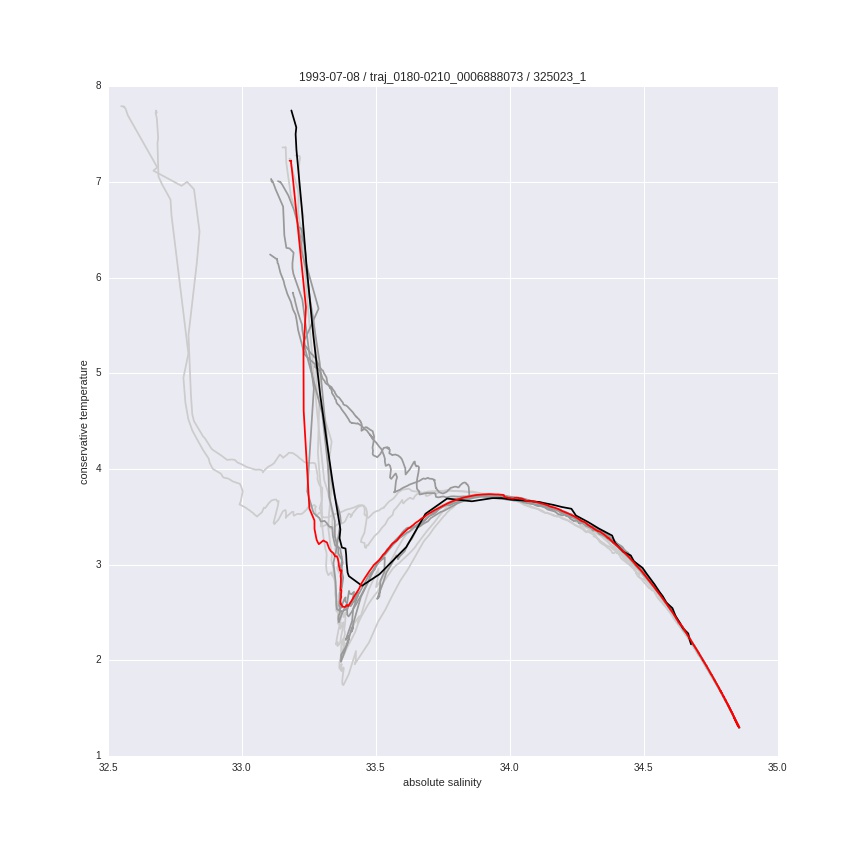 1993-07-08 / traj_0180-0210_0006888073 / 325023_1
8
7
6
5
4
3
2
1
conservative temperature
32.5 33.0 33.5 34.0 34.5 35.0
absolute salinity